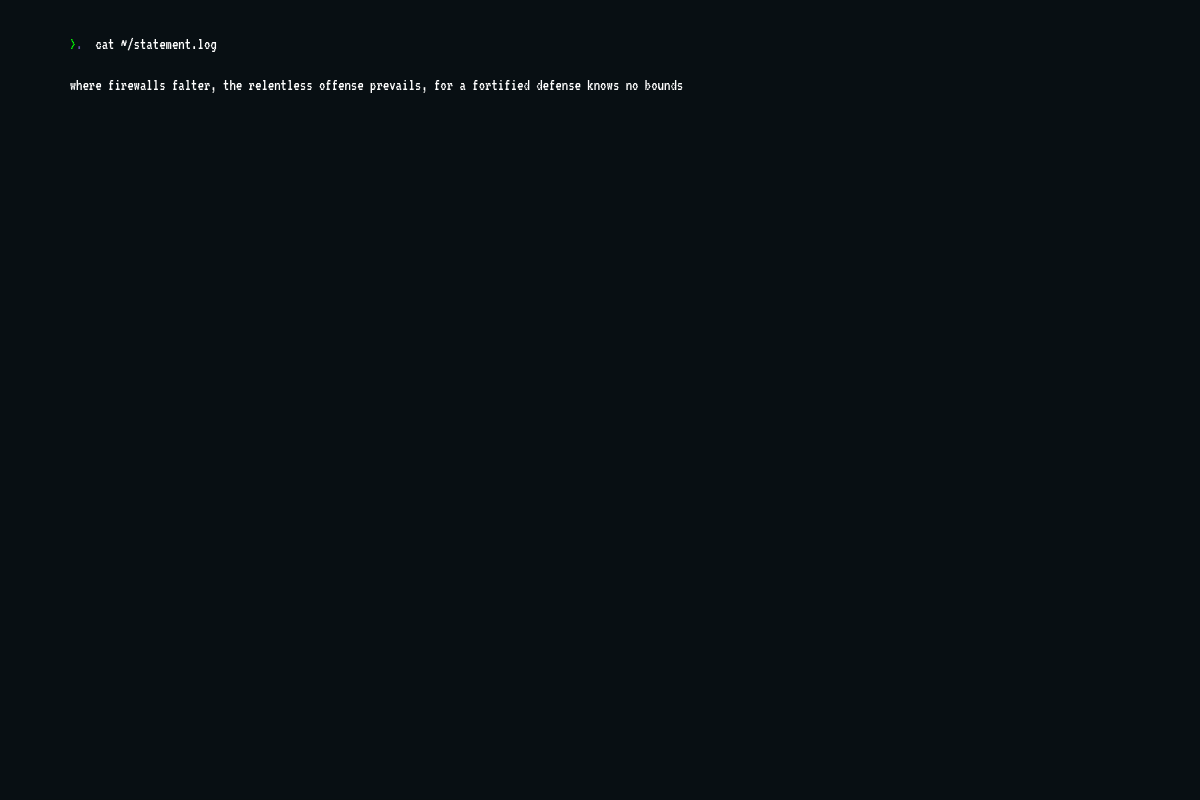 ❯. cat ~/statement.log
where firewalls falter, the relentless offense prevails, for a fortified defense knows no bounds